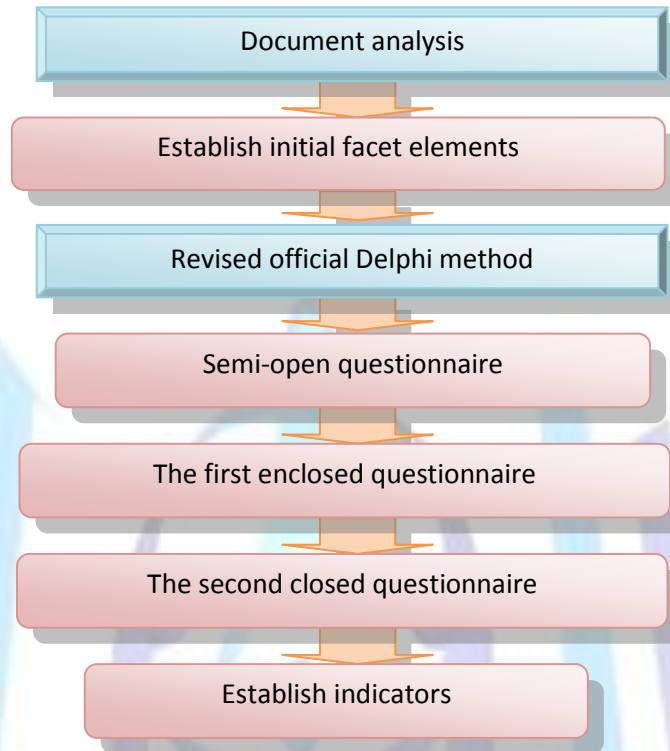 Document analysis
Establish initial facet elements
Revised official Delphi method
Semi-open questionnaire
The first enclosed questionnaire
The second closed questionnaire
Establish indicators